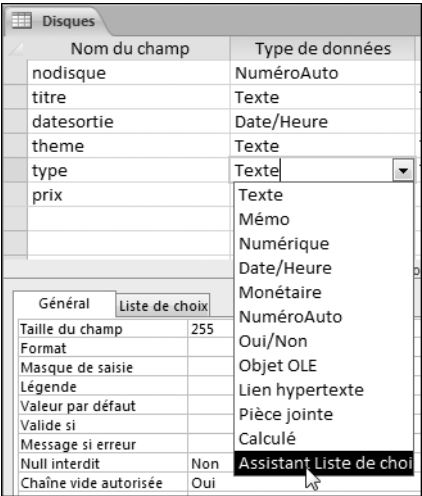 Disques
Nom du champ Type de données
nodisque NuméroAuto
titre Texte
datesortie Date/Heure
theme Texte
type Texte
prix
Texte
Mémo
Numérique
Date/Heure
Monétaire
NuméroAuto
Oui/Non
Objet OLE
Lien hypertexte
Pièce jointe
Calculé
Assistant Liste de choi
Général Liste de choix
Taille du champ 255
Format
Masque de saisie
Légende
Valeur par défaut
Valide si
Message si erreur
Null interdit Non
Chaîne vide autorisée Oui